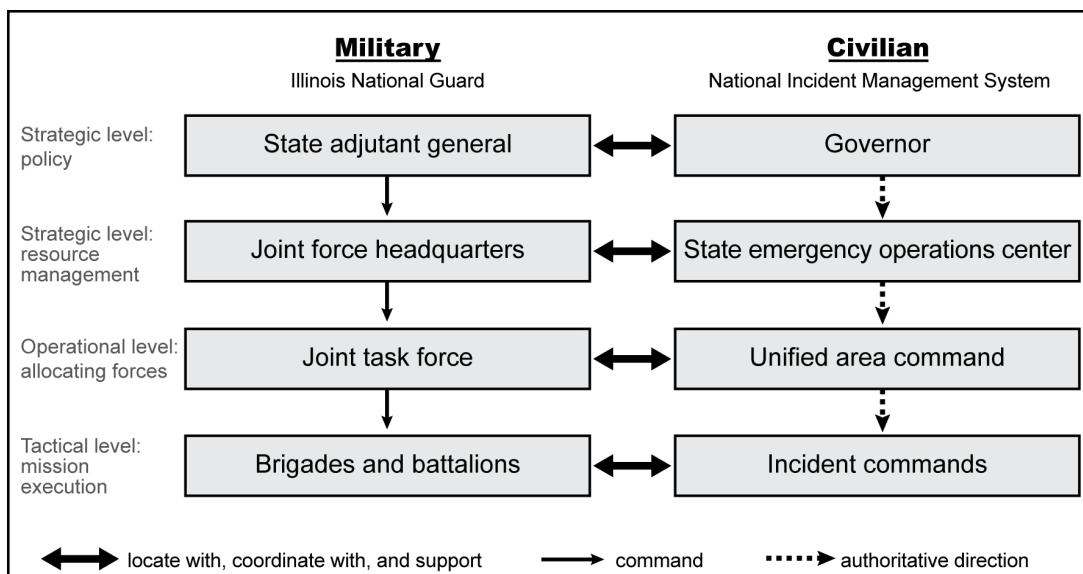 Military
Illinois National Guard
Civilian
National Incident Management System
Strategic level:
policy
State adjutant general
Governor
Strategic level:
resource
management
Joint force headquarters
State emergency operations center
Operational level:
allocating forces
Joint task force
Unified area command
Tactical level:
mission
execution
Brigades and battalions
Incident commands
locate with, coordinate with, and support
command
authoritative direction